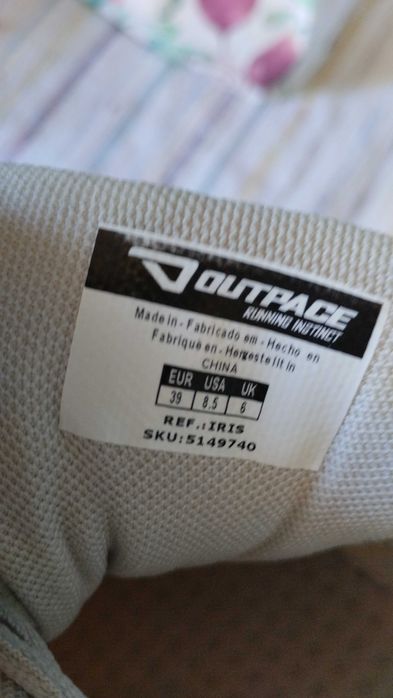 OUTPACE
RUNNING INSTINCT
Made in - Fabricado em - Hecho en
Fabriqué en - Hergestellt in
CHINA
EUR USA UK
39 8.5 6
REF.:IRIS
SKU:5149740